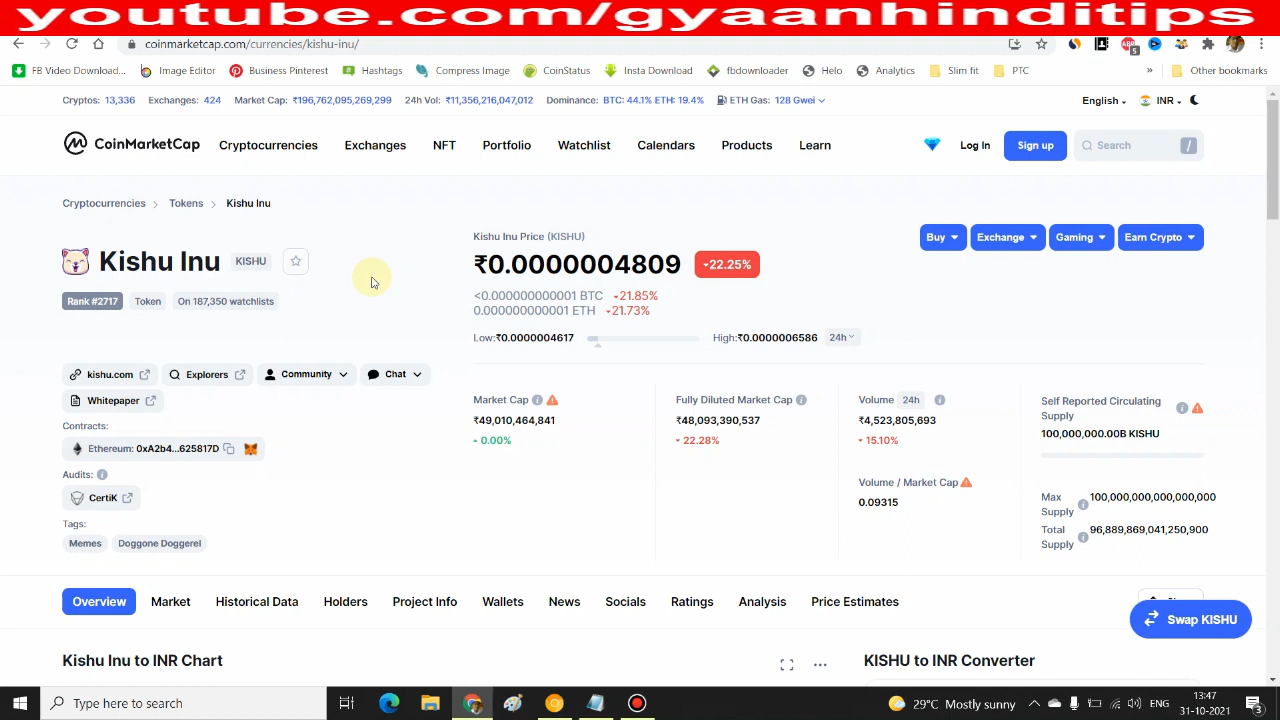 youtube.com/gyaanhinditips
coinmarketcap.com/currencies/kishu-inu/
FB Video Download... Image Editor Business Pinterest Hashtags Compress Image CoinStatus Insta Download fbdownloader Helo Analytics Slim fit PTC » Other bookmarks
Cryptos: 13,336 Exchanges: 424 Market Cap: ₹196,762,095,269,299 24h Vol: ₹11,356,216,047,012 Dominance: BTC: 44.1% ETH: 19.4% ETH Gas: 128 Gwei English INR
CoinMarketCap Cryptocurrencies Exchanges NFT Portfolio Watchlist Calendars Products Learn Log In Sign up Search /
Cryptocurrencies > Tokens > Kishu Inu
Kishu Inu Price (KISHU)
Buy Exchange Gaming Earn Crypto
Kishu Inu KISHU ₹0.0000004809 22.25%
Rank #2717 Token On 187,350 watchlists
<0.000000000001 BTC 21.85%
0.000000000001 ETH 21.73%
Low:₹0.0000004617 High:₹0.0000006586 24h
kishu.com Explorers Community Chat
Whitepaper
Contracts:
Ethereum: 0xA2b4...625817D
Audits:
CertiK
Tags:
Memes Doggone Doggerel
Market Cap
₹49,010,464,841
0.00%
Fully Diluted Market Cap
₹48,093,390,537
22.28%
Volume 24h
₹4,523,805,693
15.10%
Volume / Market Cap
0.09315
Self Reported Circulating
Supply
100,000,000.00B KISHU
Max Supply 100,000,000,000,000,000
Total Supply 96,889,869,041,250,900
Overview Market Historical Data Holders Project Info Wallets News Socials Ratings Analysis Price Estimates
Swap KISHU
Kishu Inu to INR Chart
KISHU to INR Converter
Type here to search
29°C Mostly sunny
ENG
13:47
31-10-2021
3
5